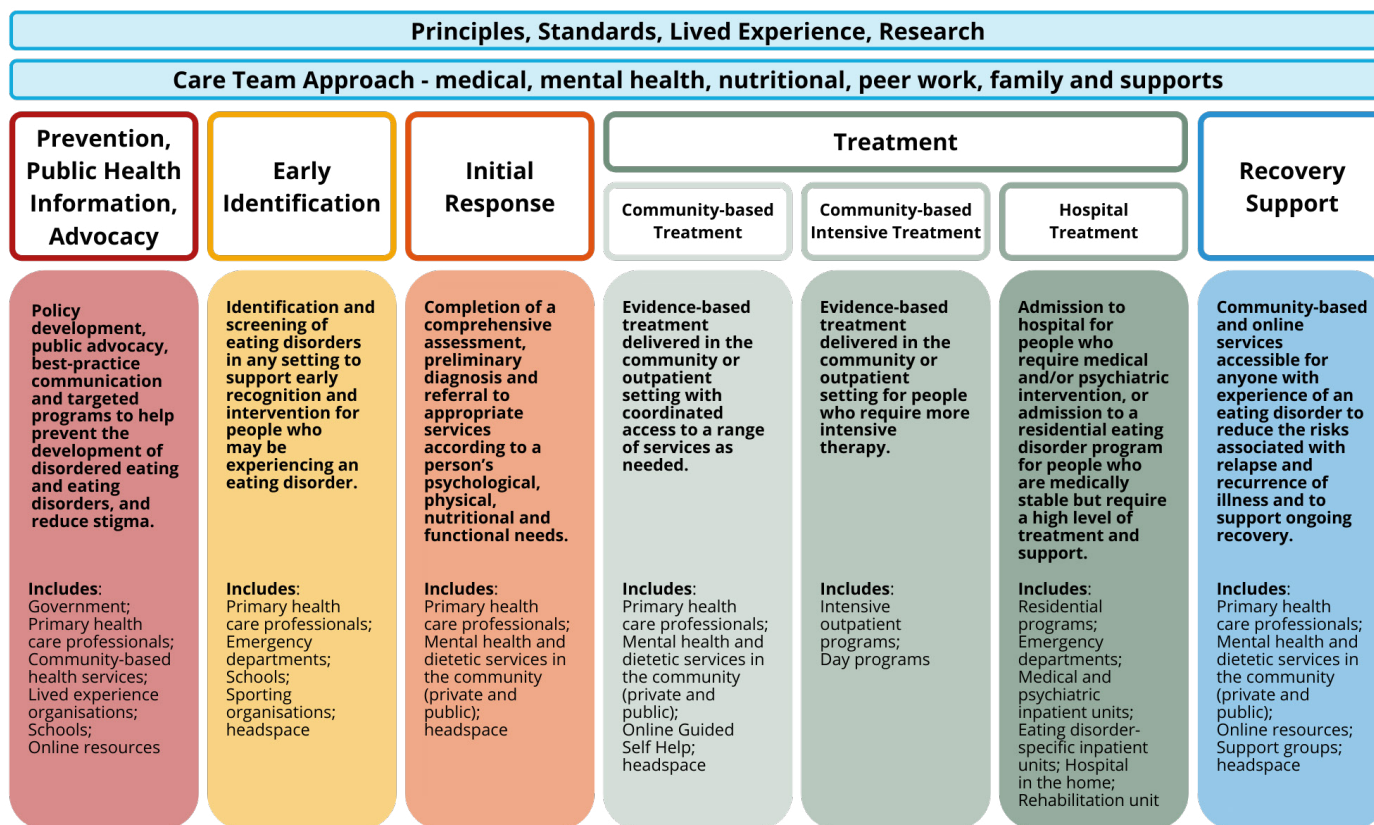 Principles, Standards, Lived Experience, Research
Care Team Approach - medical, mental health, nutritional, peer work, family and supports
Prevention,
Public Health
Information,
Advocacy
Policy
development,
public advocacy,
best-practice
communication
and targeted
programs to help
prevent the
development of
disordered eating
and eating
disorders, and
reduce stigma.
Includes:
Government;
Primary health
care professionals;
Community-based
health services;
Lived experience
organisations;
Schools;
Online resources
Early
Identification
Identification and
screening of
eating disorders
in any setting to
support early
recognition and
intervention for
people who
may be
experiencing an
eating disorder.
Includes:
Primary health
care professionals;
Emergency
departments;
Schools;
Sporting
organisations;
headspace
Initial
Response
Completion of a
comprehensive
assessment,
preliminary
diagnosis and
referral to
appropriate
services
according to a
person’s
psychological,
physical,
nutritional and
functional needs.
Includes:
Primary health
care professionals;
Mental health and
dietetic services in
the community
(private and
public);
headspace
Treatment
Community-based
Treatment
Evidence-based
treatment
delivered in the
community or
outpatient
setting with
coordinated
access to a range
of services as
needed.
Includes:
Primary health
care professionals;
Mental health and
dietetic services in
the community
(private and
public);
Online Guided
Self Help;
headspace
Community-based
Intensive Treatment
Evidence-based
treatment
delivered in the
community or
outpatient
setting for people
who require more
intensive
therapy.
Includes:
Intensive
outpatient
programs;
Day programs
Hospital
Treatment
Admission to
hospital for
people who
require medical
and/or psychiatric
intervention, or
admission to a
residential eating
disorder program
for people who
are medically
stable but require
a high level of
treatment and
support.
Includes:
Residential
programs;
Emergency
departments;
Medical and
psychiatric
inpatient units;
Eating disorder-
specific inpatient
units; Hospital
in the home;
Rehabilitation unit
Recovery
Support
Community-based
and online
services
accessible for
anyone with
experience of an
eating disorder to
reduce the risks
associated with
relapse and
recurrence of
illness and to
support ongoing
recovery.
Includes:
Primary health
care professionals;
Mental health and
dietetic services in
the community
(private and
public);
Online resources;
Support groups;
headspace